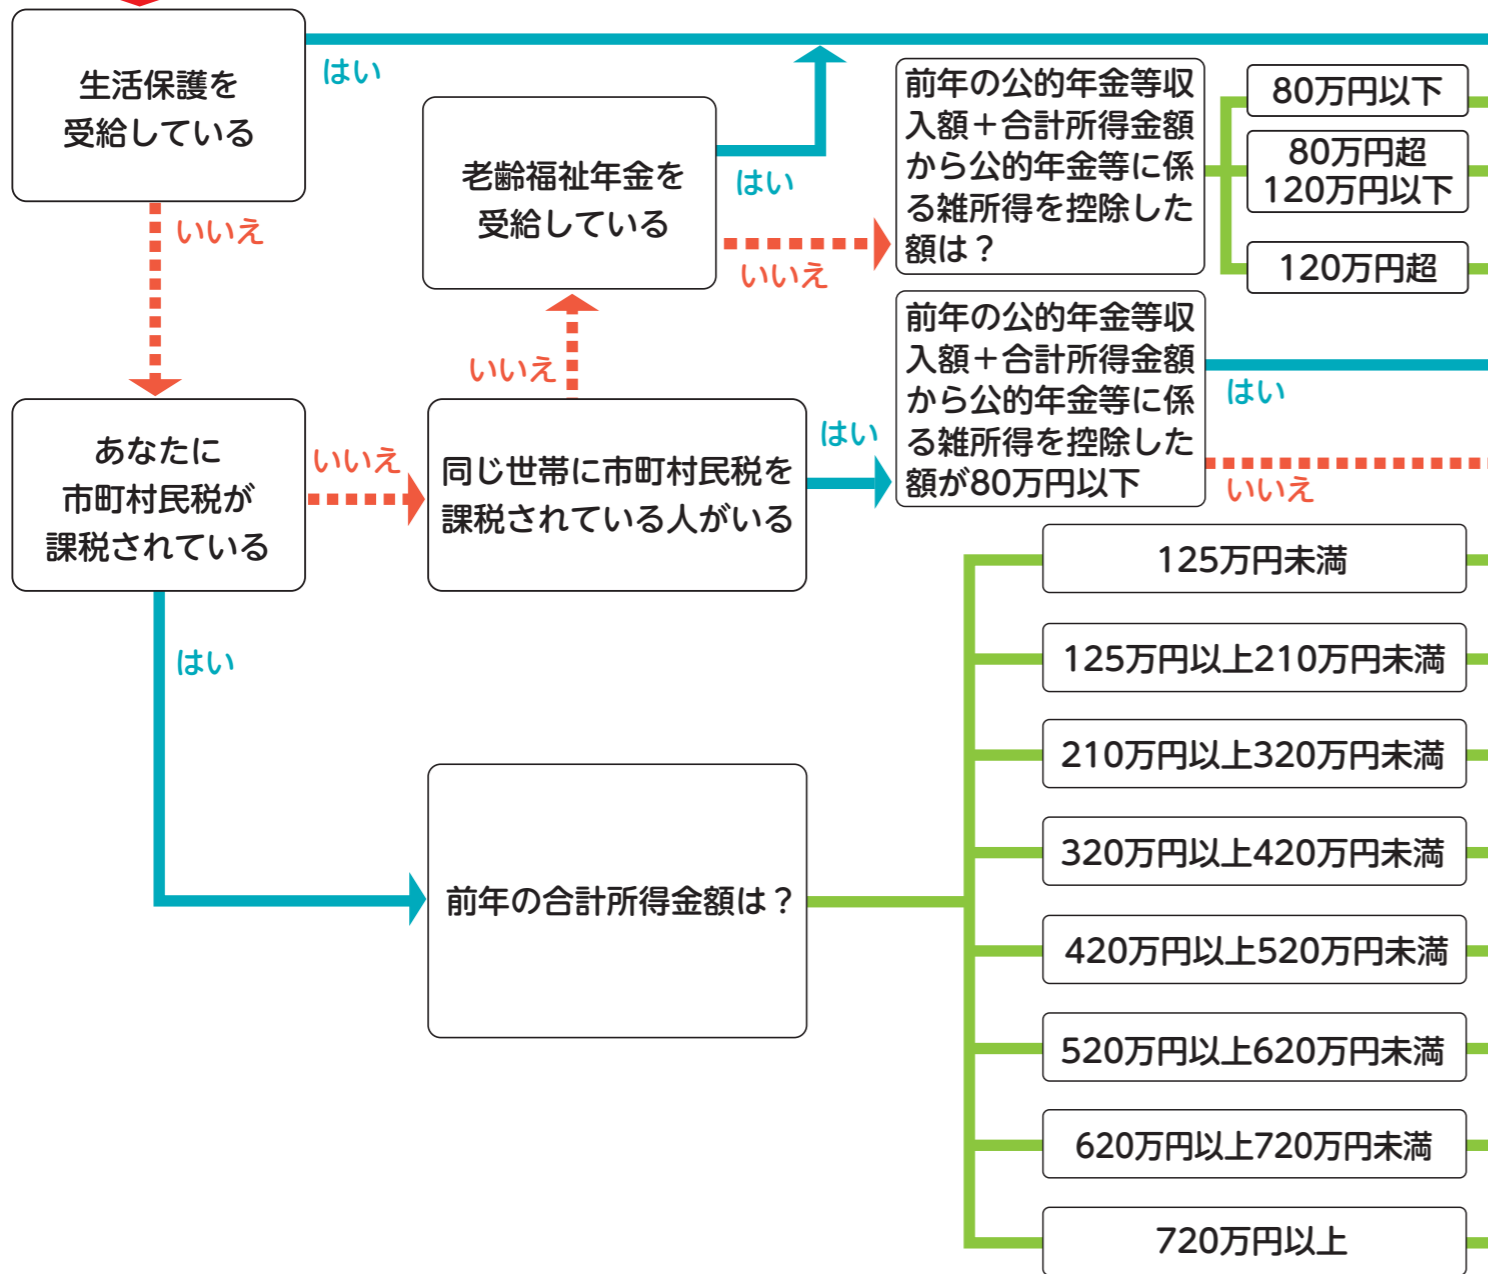 生活保護を
受給している
はい
いいえ
あなたに
市町村民税が
課税されている
いいえ
はい
同じ世帯に市町村民税を
課税されている人がいる
いいえ
はい
老齢福祉年金を
受給している
はい
いいえ
前年の公的年金等収
入額＋合計所得金額
から公的年金等に係
る雑所得を控除した
額は？
80万円以下
80万円超
120万円以下
120万円超
前年の公的年金等収
入額＋合計所得金額
から公的年金等に係
る雑所得を控除した
額が80万円以下
はい
いいえ
前年の合計所得金額は？
125万円未満
125万円以上210万円未満
210万円以上320万円未満
320万円以上420万円未満
420万円以上520万円未満
520万円以上620万円未満
620万円以上720万円未満
720万円以上